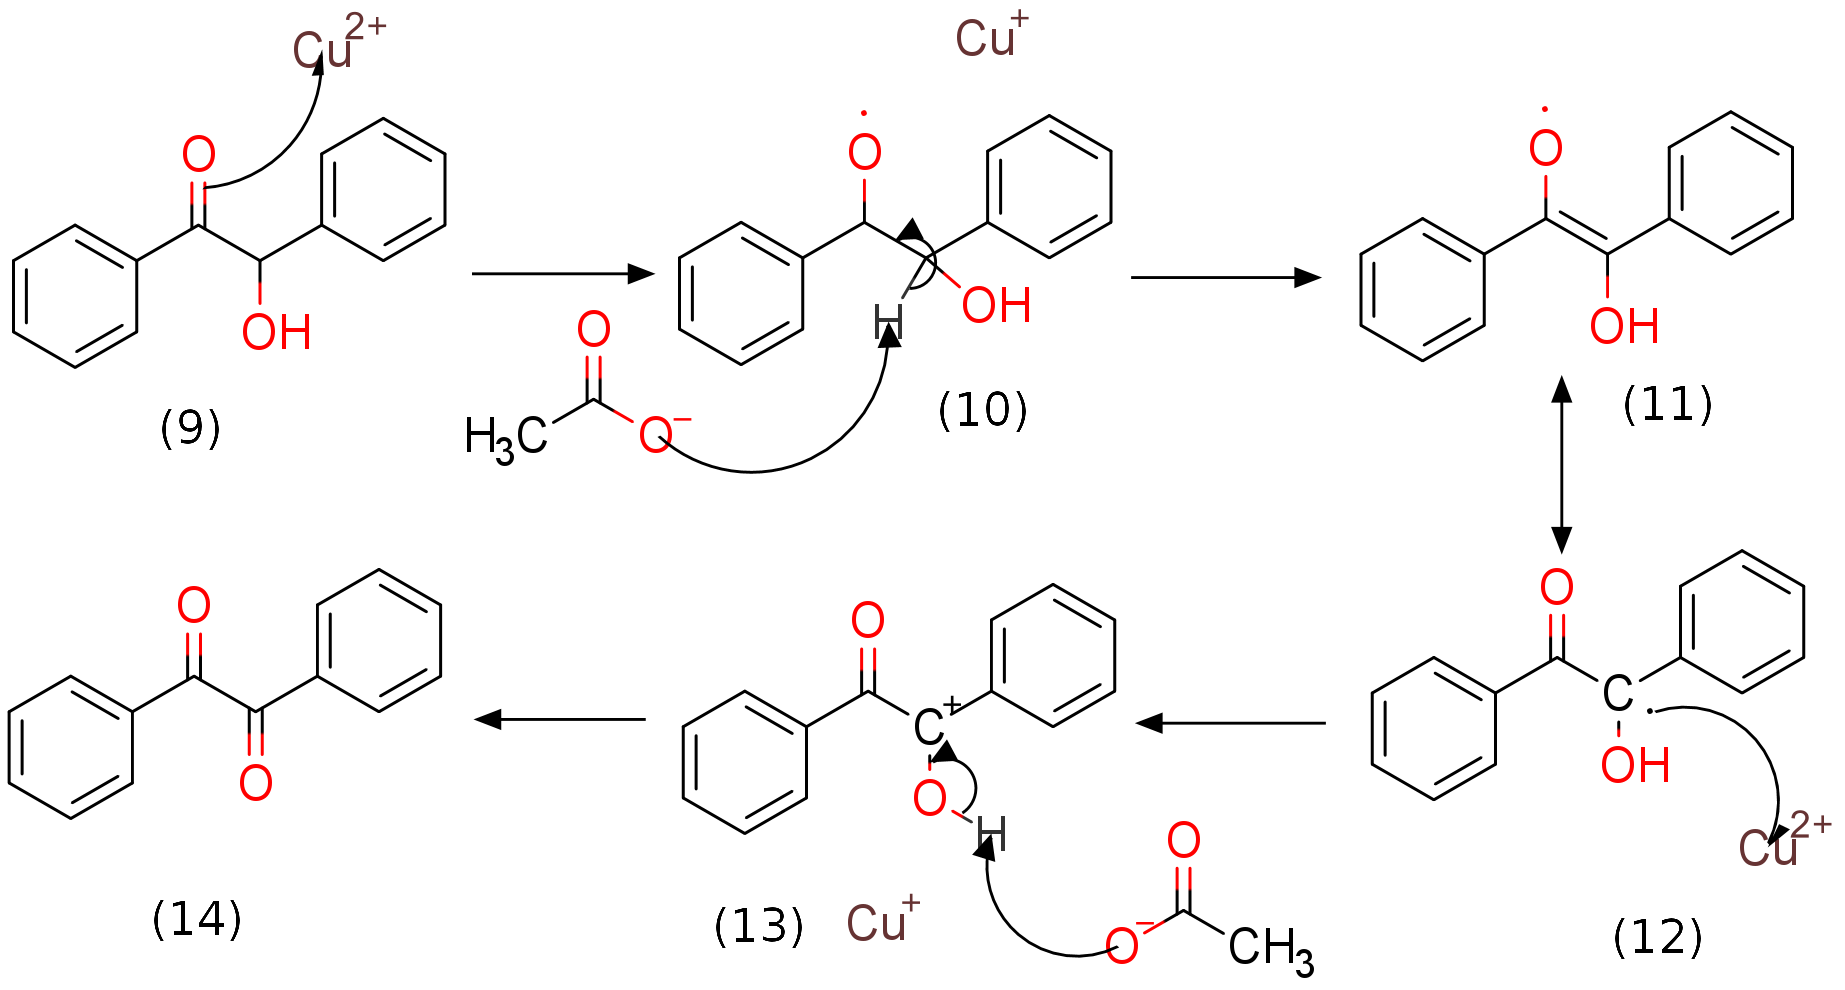 Cu2+
O
OH
(9)
Cu+
O·
H
OH
O
H3C
O−
(10)
O·
OH
(11)
O
C·
OH
Cu2+
(12)
O
C+
O
H
Cu+
O
O−
CH3
(13)
O
O
(14)